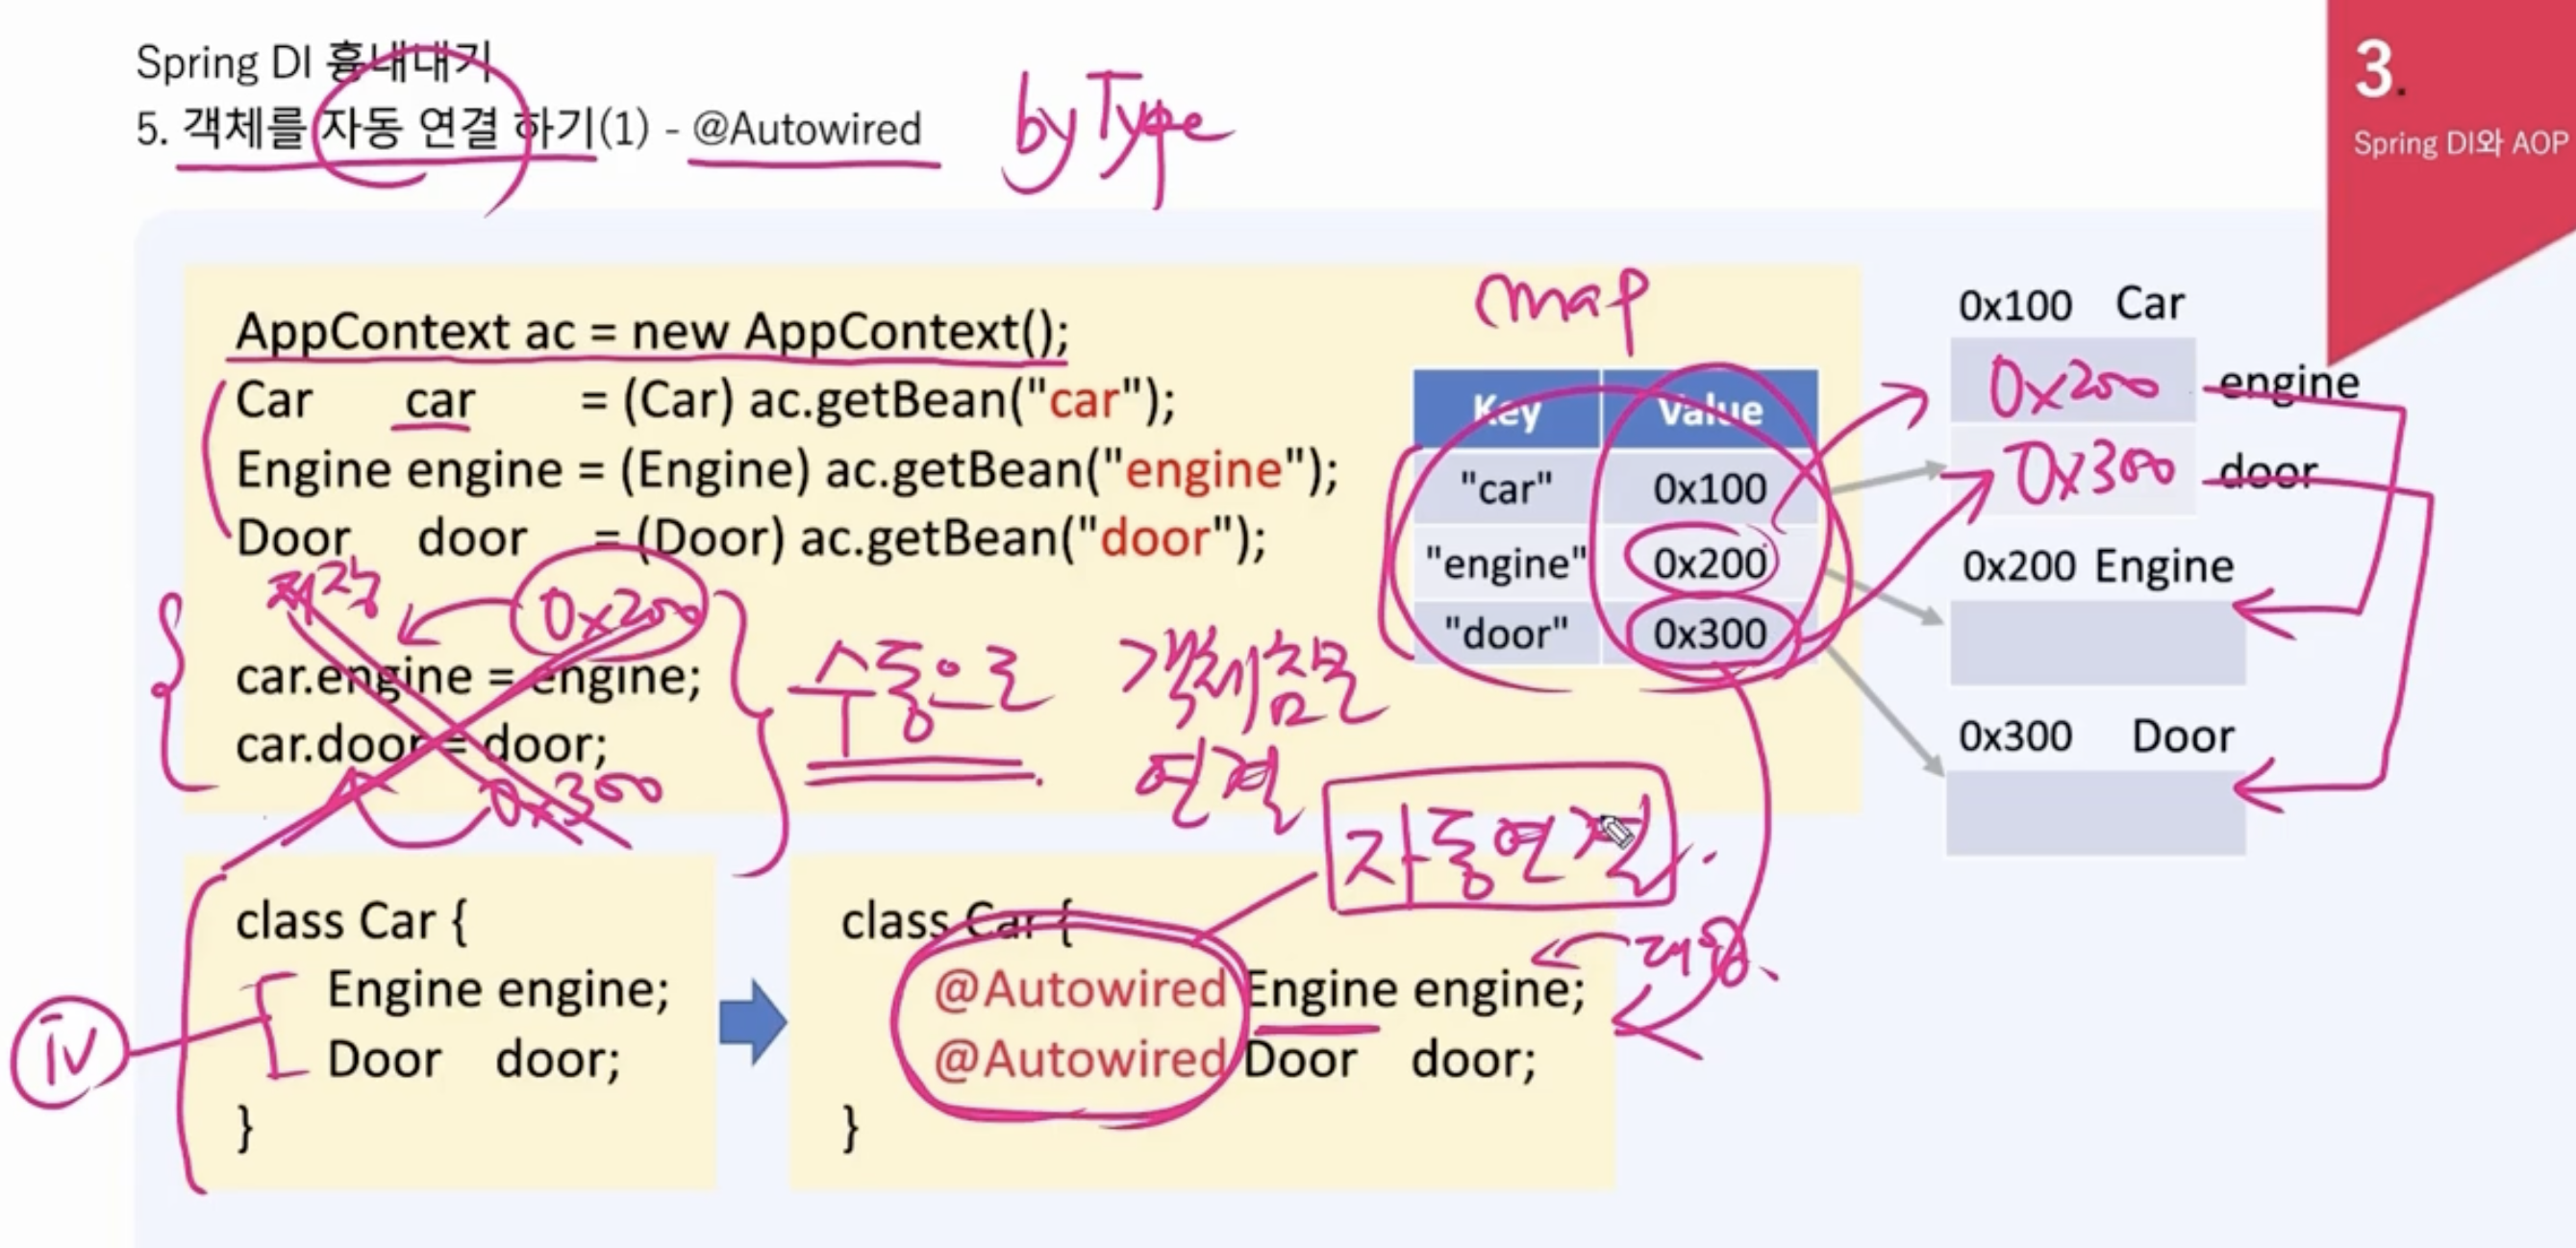 Spring DI 흉내내기
5. 객체를 자동 연결 하기(1) - @Autowired
by Type
3.
Spring DI와 AOP
AppContext ac = new AppContext();
Car car = (Car) ac.getBean("car");
Engine engine = (Engine) ac.getBean("engine");
Door door = (Door) ac.getBean("door");
0x200
car.engine = engine;
car.door = door;
0x300
수동으로 객체참조
연결
map
Key Value
"car" 0x100
"engine" 0x200
"door" 0x300
0x100 Car
0x200 engine
0x300 door
0x200 Engine
0x300 Door
자동연결
iv
class Car {
Engine engine;
Door door;
}
class Car {
@Autowired Engine engine;
@Autowired Door door;
}